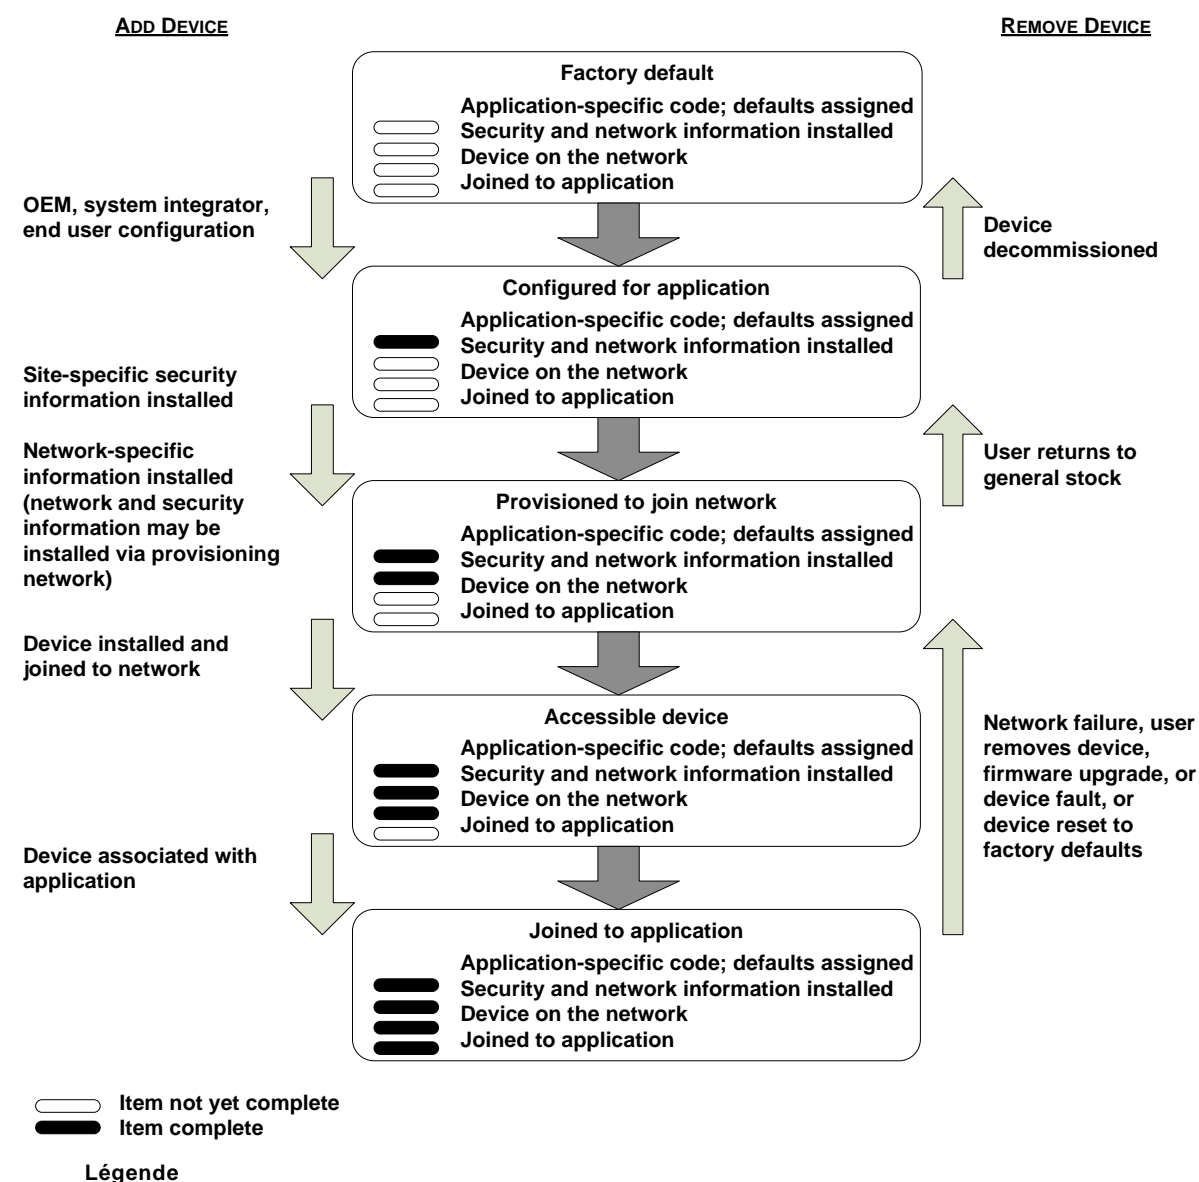 ADD DEVICE
REMOVE DEVICE
Factory default
Application-specific code; defaults assigned
Security and network information installed
Device on the network
Joined to application
OEM, system integrator,
end user configuration
Device
decommissioned
Configured for application
Application-specific code; defaults assigned
Security and network information installed
Device on the network
Joined to application
Site-specific security
information installed
Network-specific
information installed
(network and security
information may be
installed via provisioning
network)
User returns to
general stock
Provisioned to join network
Application-specific code; defaults assigned
Security and network information installed
Device on the network
Joined to application
Device installed and
joined to network
Accessible device
Application-specific code; defaults assigned
Security and network information installed
Device on the network
Joined to application
Network failure, user
removes device,
firmware upgrade, or
device fault, or
device reset to
factory defaults
Device associated with
application
Joined to application
Application-specific code; defaults assigned
Security and network information installed
Device on the network
Joined to application
Item not yet complete
Item complete
Légende